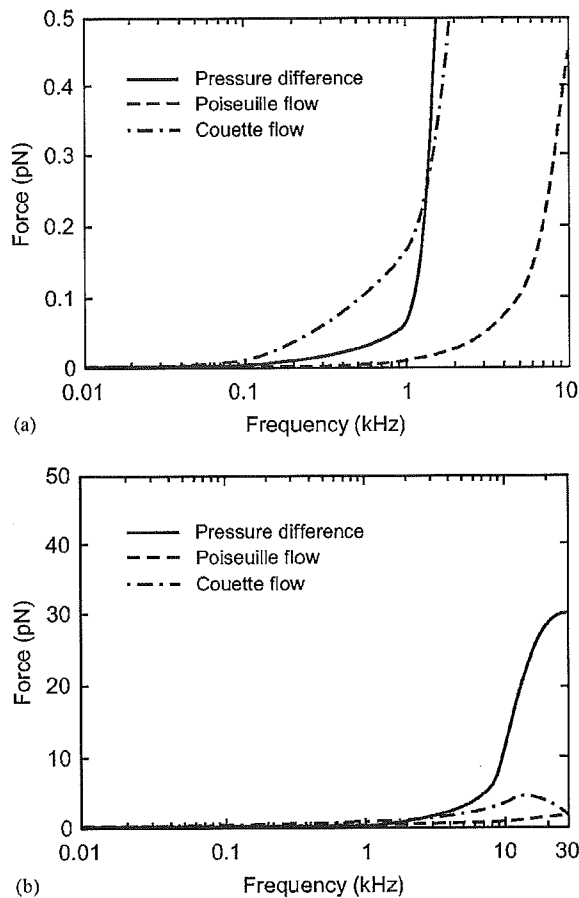 0.5
0.4
0.3
0.2
0.1
0
Force (pN)
Pressure difference
Poiseuille flow
Couette flow
0.01
0.1
1
10
Frequency (kHz)
(a)
50
40
30
20
10
0
Force (pN)
Pressure difference
Poiseuille flow
Couette flow
0.01
0.1
1
10
30
Frequency (kHz)
(b)